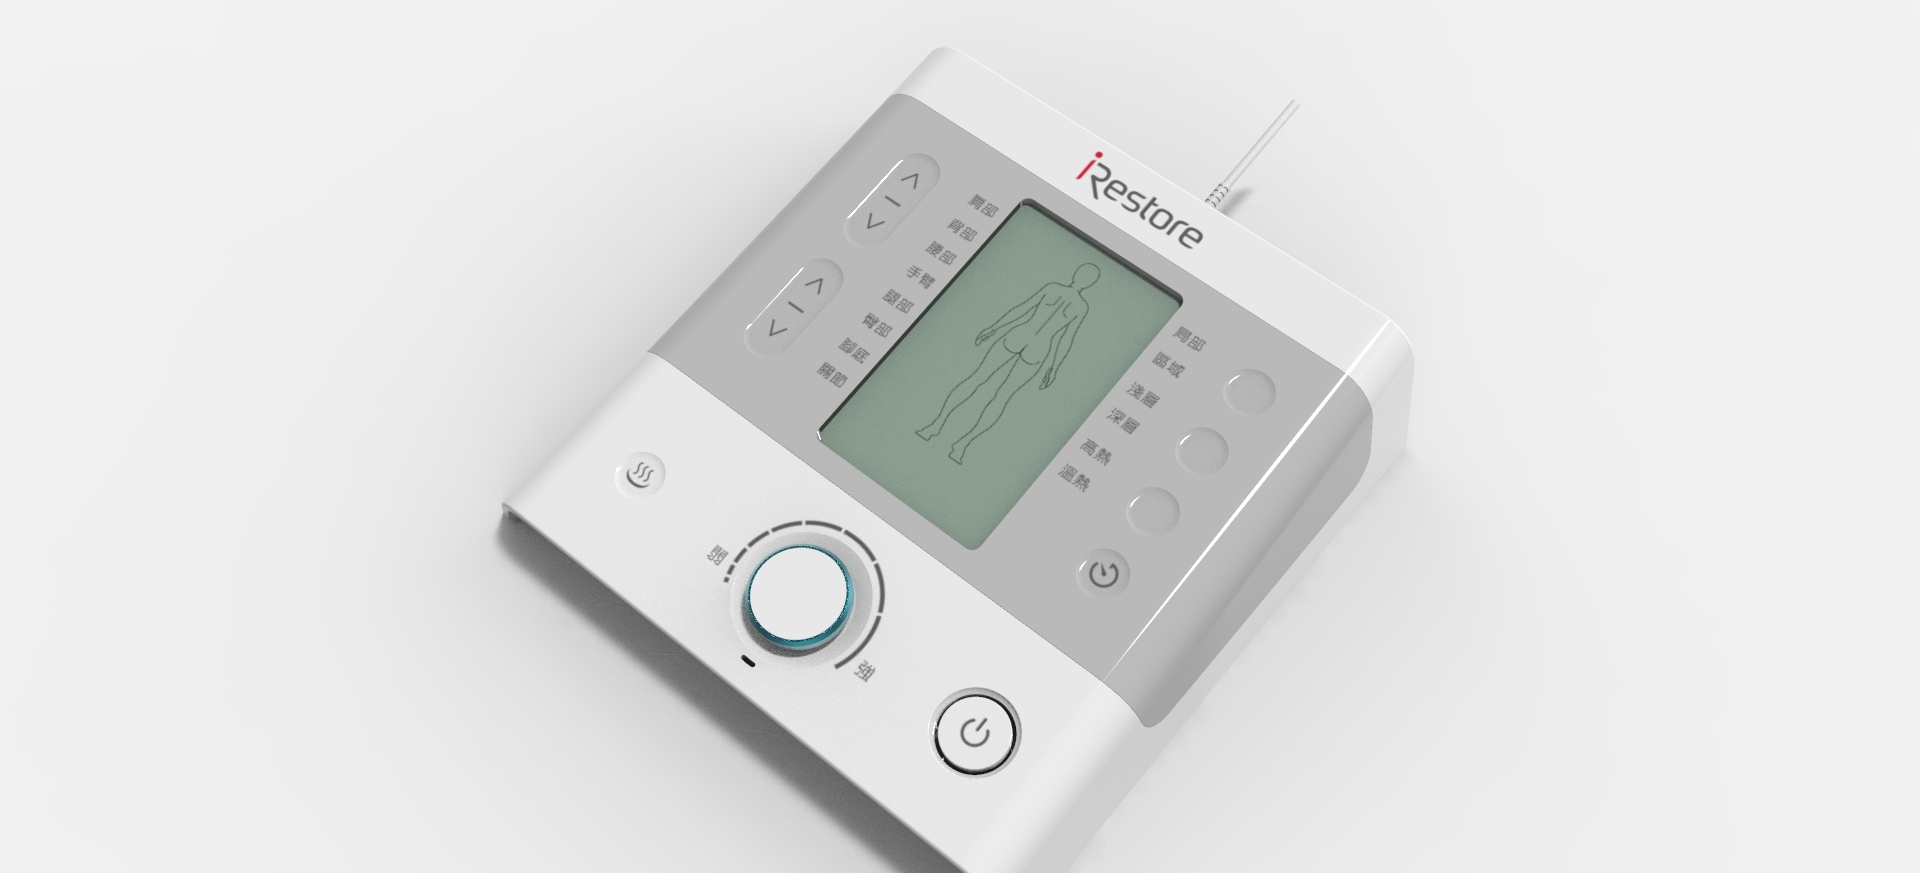 iRestore
肩部
背部
腰部
手臂
腿部
臀部
腳底
關節
局部
區域
淺層
深層
高熱
溫熱
弱
強